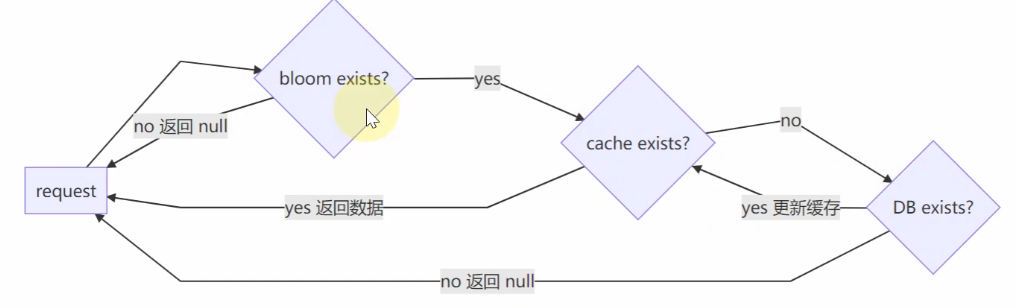 bloom exists?
yes
no 返回 null
cache exists?
no
request
yes 返回数据
yes 更新缓存
DB exists?
no 返回 null